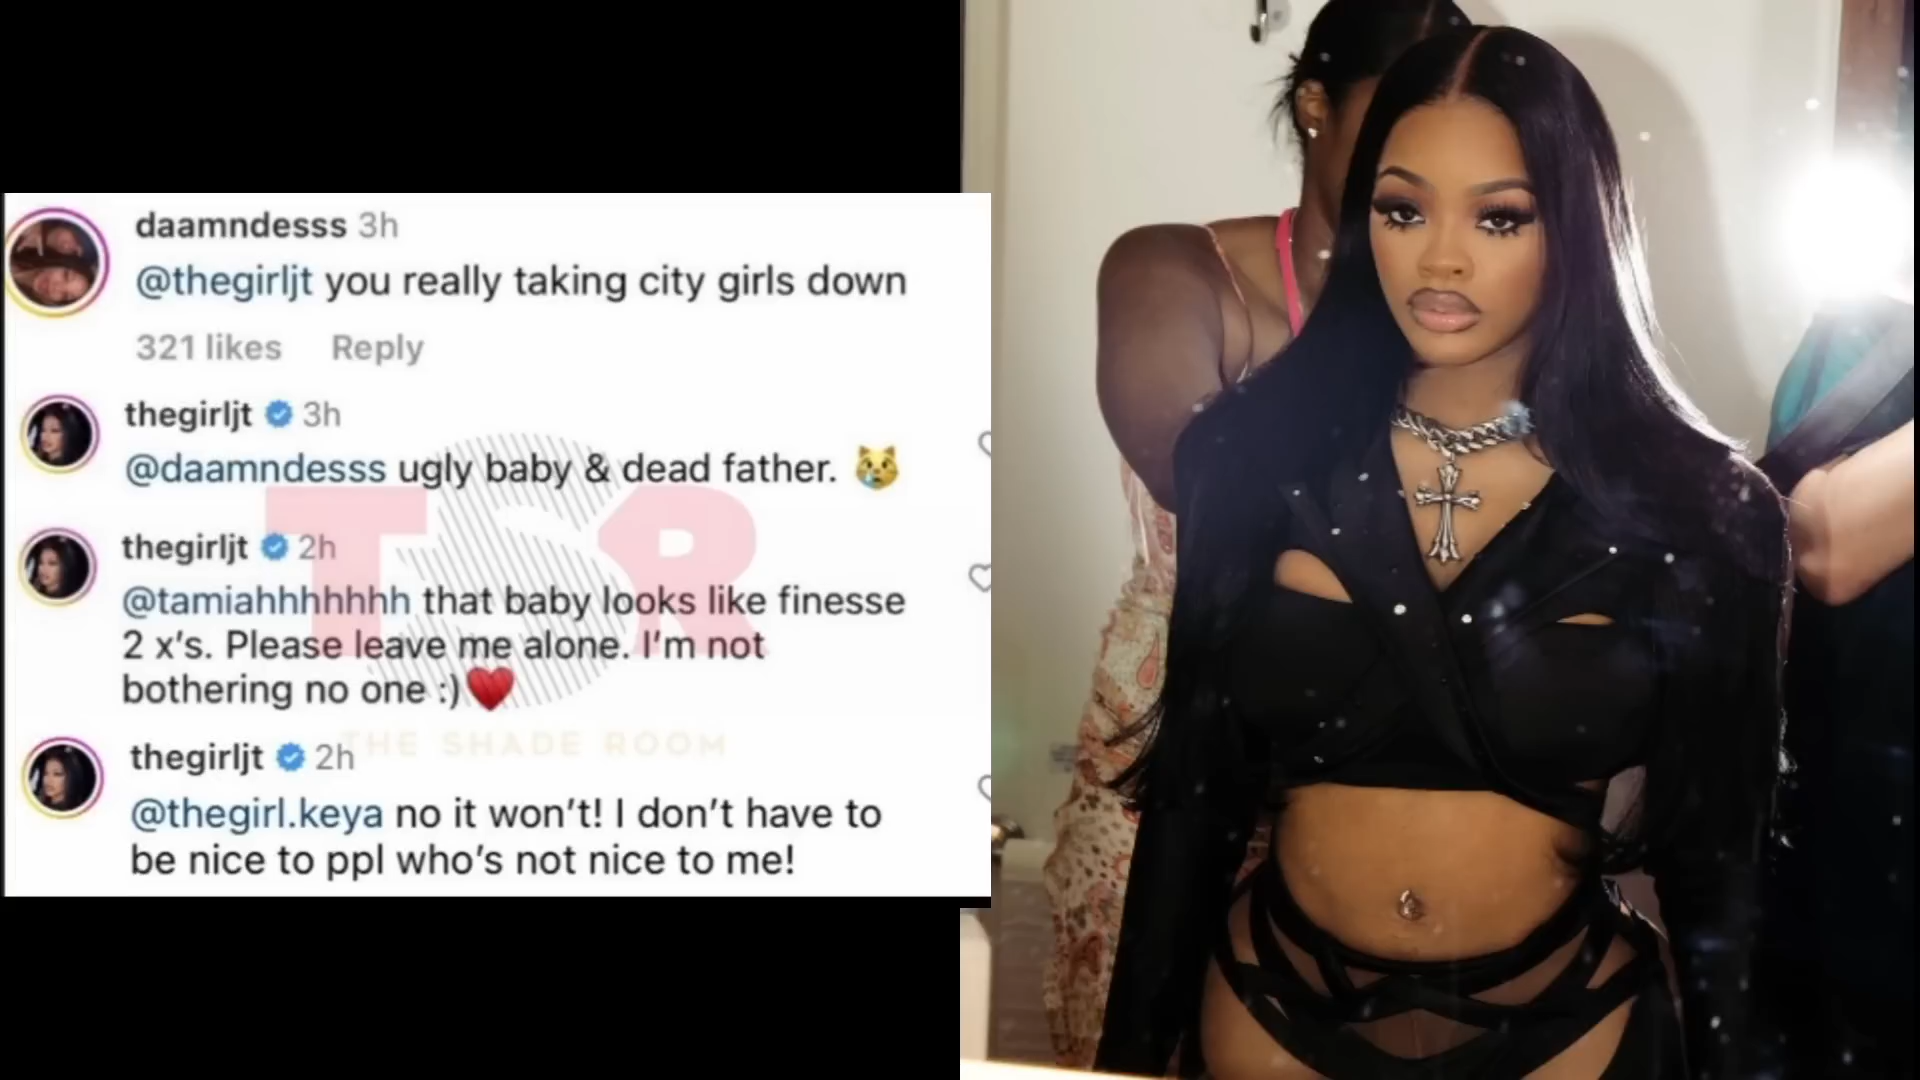 daamndesss 3h
@thegirljt you really taking city girls down
321 likes Reply
thegirljt 3h
@daamndesss ugly baby & dead father. 😿
thegirljt 2h
@tamiahhhhhhh that baby looks like finesse
2 x's. Please leave me alone. I'm not
bothering no one :)♥️
thegirljt 2h
@thegirl.keya no it won't! I don't have to
be nice to ppl who's not nice to me!
TSR
THE SHADE ROOM